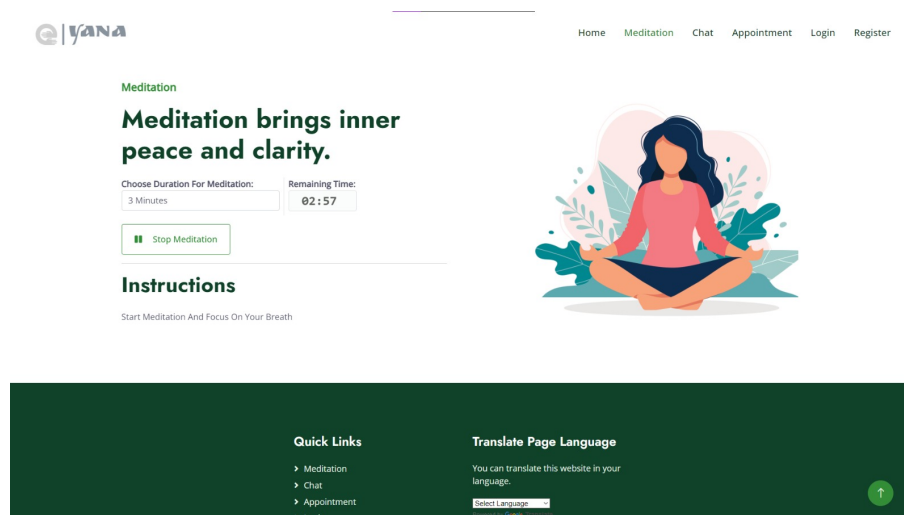 YANA
Home Meditation Chat Appointment Login Register
Meditation
Meditation brings inner
peace and clarity.
Choose Duration For Meditation: Remaining Time:
3 Minutes 02:57
Stop Meditation
Instructions
Start Meditation And Focus On Your Breath
Quick Links
Meditation
Chat
Appointment
Translate Page Language
You can translate this website in your
language.
Select Language